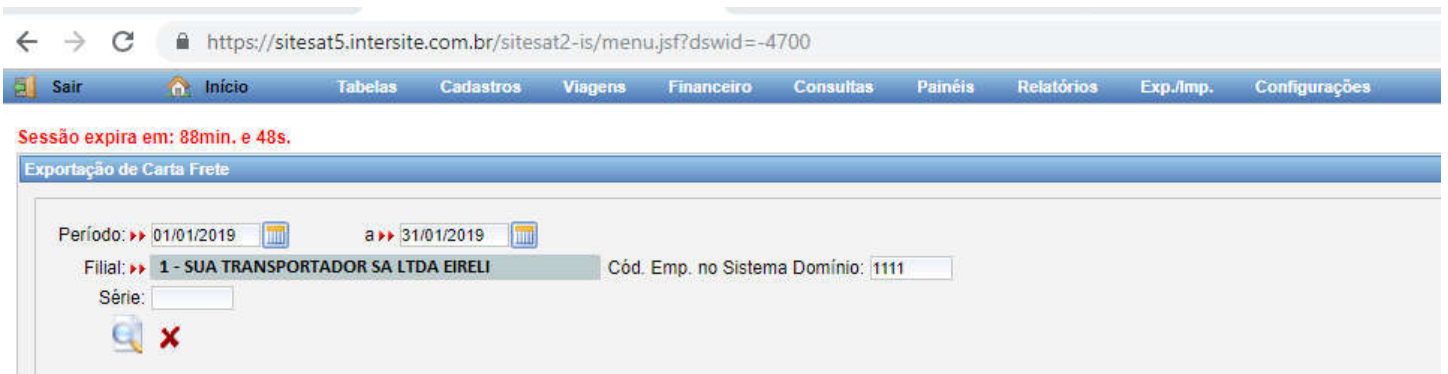 https://sitesat5.intersite.com.br/sitesat2-is/menu.jsf?dswid=-4700
Sair Início Tabelas Cadastros Viagens Financeiro Consultas Painéis Relatórios Exp./Imp. Configurações
Sessão expira em: 88min. e 48s.
Exportação de Carta Frete
Período: 01/01/2019 a 31/01/2019
Filial: 1 - SUA TRANSPORTADOR SA LTDA EIRELI Cód. Emp. no Sistema Domínio: 1111
Série: